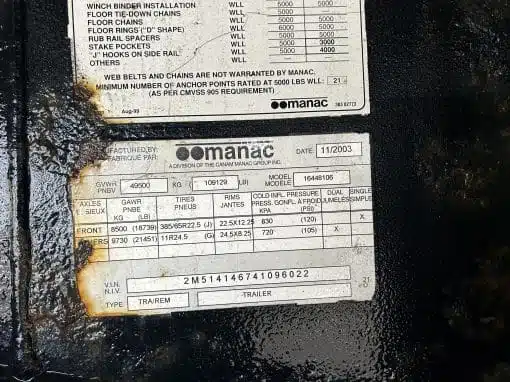 WINCH BINDER INSTALLATION WLL 5000 5000
FLOOR TIE-DOWN CHAINS WLL
FLOOR CHAINS WLL 5000 5000
FLOOR RINGS ("D" SHAPE) WLL 6000 5000
RUB RAIL SPACERS WLL 5000 5000
STAKE POCKETS WLL 5000 3000
"J" HOOKS ON SIDE RAIL WLL 5000 4000
OTHERS WLL
WEB BELTS AND CHAINS ARE NOT WARRANTED BY MANAC.
MINIMUM NUMBER OF ANCHOR POINTS RATED AT 5000 LBS WLL: 21
(AS PER CMVSS 905 REQUIREMENT)
Aug-99 manac
UFACTURED BY: manac DATE 11/2003
FABRIQUÉ PAR:
A DIVISION OF THE CANAM MANAC GROUP INC.
GVWR PNBV 49500 KG ( 109129 LB) MODEL MODÈLE 16448106
AXLES ESSIEUX GAWR PNBE KG (LB) TIRES PNEUS RIMS JANTES COLD INFL. PRESSURE PRESS. GONFL. À FROID KPA (PSI) DUAL JUMELÉS SINGLE SIMPLE
FRONT 8500 (18739) 385/65R22.5 (J) 22.5X12.25 830 (120) X
ERS 9730 (21451) 11R24.5 (G) 24.5X8.25 720 (105) X
V.I.N. N.I.V. 2M514146741096022
TYPE: TRA/REM TRAILER